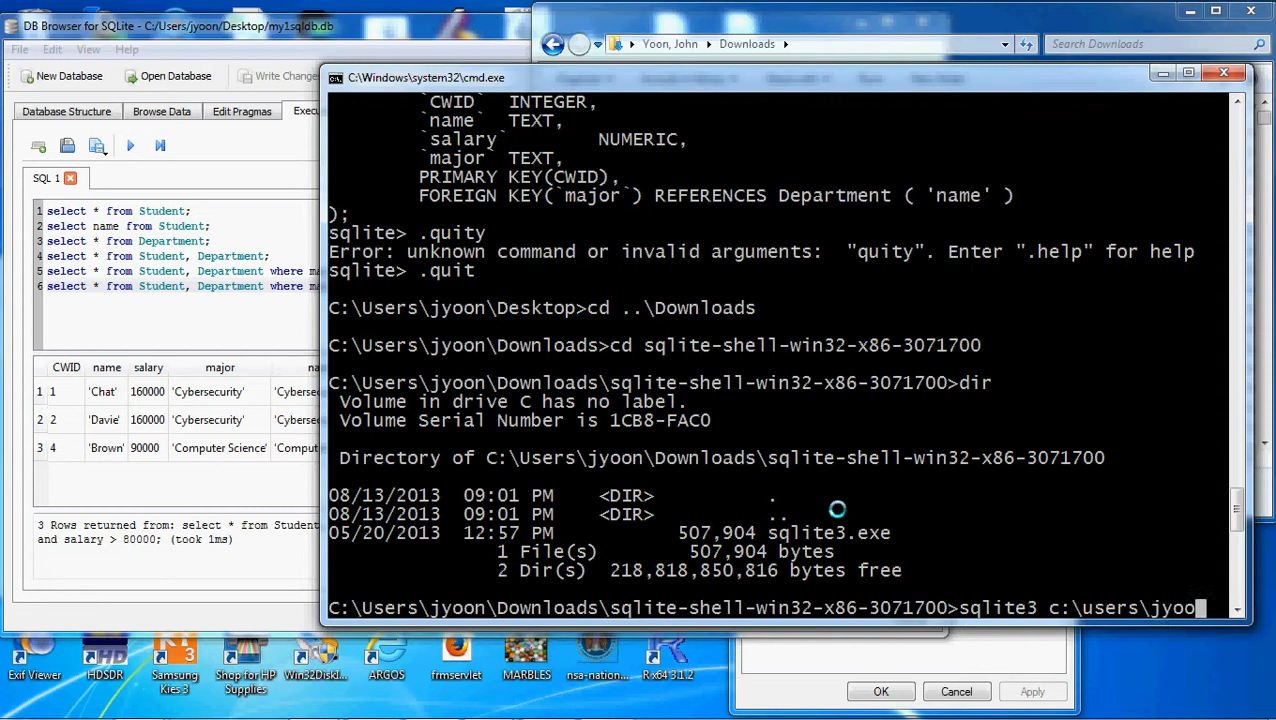 DB Browser for SQLite - C:/Users/jyoon/Desktop/my1sqldb.db
File Edit View Help
New Database Open Database Write Changes
Database Structure Browse Data Edit Pragmas Exec
SQL 1
1 select * from Student;
2 select name from Student;
3 select * from Department;
4 select * from Student, Department;
5 select * from Student, Department where ma
6 select * from Student, Department where ma
CWID name salary major na
1 1 'Chat' 160000 'Cybersecurity' 'Cybersecurity'
2 2 'Davie' 160000 'Cybersecurity' 'Cybersecurity'
3 4 'Brown' 90000 'Computer Science' 'Compute
3 Rows returned from: select * from Student
and salary > 80000; (took 1ms)
Yoon, John Downloads
Search Downloads
C:\Windows\system32\cmd.exe
`CWID` INTEGER,
`name` TEXT,
`salary` NUMERIC,
`major` TEXT,
PRIMARY KEY(CWID),
FOREIGN KEY(`major`) REFERENCES Department ( 'name' )
);
sqlite> .quity
Error: unknown command or invalid arguments:  "quity". Enter ".help" for help
sqlite> .quit
C:\Users\jyoon\Desktop>cd ..\Downloads
C:\Users\jyoon\Downloads>cd sqlite-shell-win32-x86-3071700
C:\Users\jyoon\Downloads\sqlite-shell-win32-x86-3071700>dir
Volume in drive C has no label.
Volume Serial Number is 1CB8-FAC0
Directory of C:\Users\jyoon\Downloads\sqlite-shell-win32-x86-3071700
08/13/2013 09:01 PM <DIR> .
08/13/2013 09:01 PM <DIR> ..
05/20/2013 12:57 PM 507,904 sqlite3.exe
1 File(s) 507,904 bytes
2 Dir(s) 218,818,850,816 bytes free
C:\Users\jyoon\Downloads\sqlite-shell-win32-x86-3071700>sqlite3 c:\users\jyoo
Exif Viewer
HDSDR
Samsung Kies 3
Shop for HP Supplies
Win32DiskI...
ARGOS
frmservlet
MARBLES
nsa-nation...
R x64 3.1.2
OK Cancel Apply